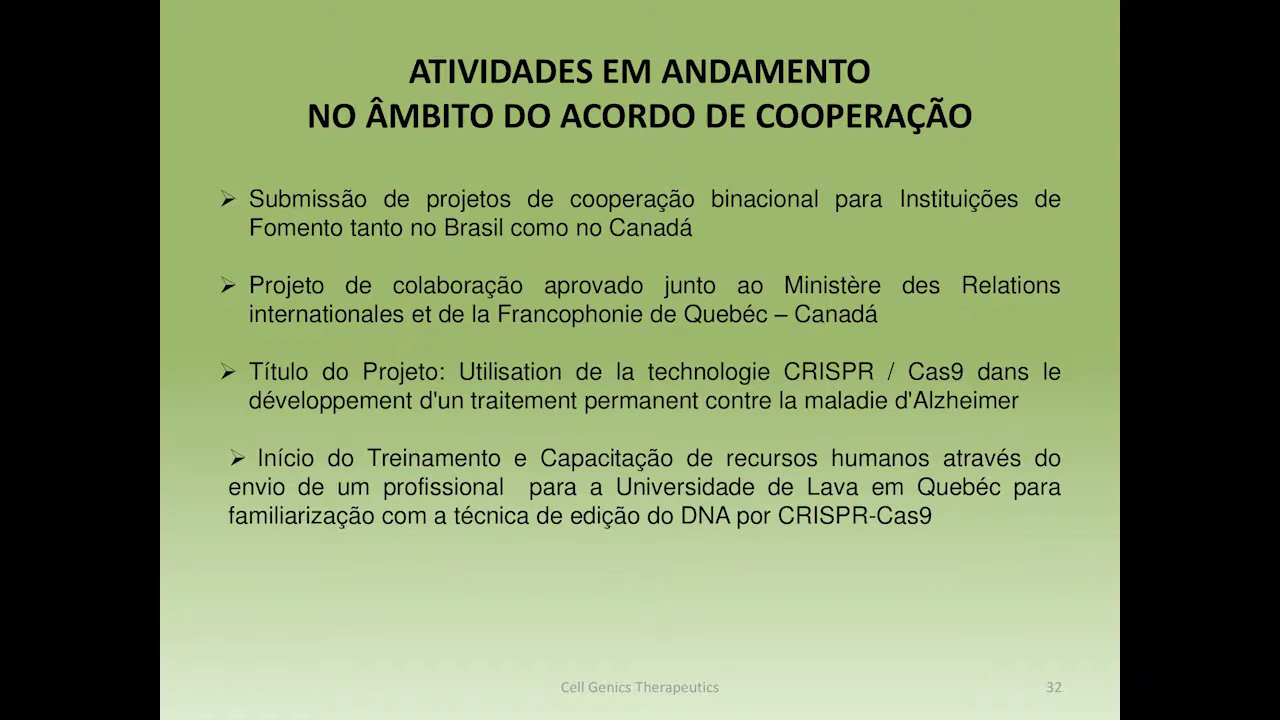 ATIVIDADES EM ANDAMENTO
NO ÂMBITO DO ACORDO DE COOPERAÇÃO
➢ Submissão de projetos de cooperação binacional para Instituições de
Fomento tanto no Brasil como no Canadá
➢ Projeto de colaboração aprovado junto ao Ministère des Relations
internationales et de la Francophonie de Quebéc – Canadá
➢ Título do Projeto: Utilisation de la technologie CRISPR / Cas9 dans le
développement d'un traitement permanent contre la maladie d'Alzheimer
➢ Início do Treinamento e Capacitação de recursos humanos através do
envio de um profissional para a Universidade de Lava em Quebéc para
familiarização com a técnica de edição do DNA por CRISPR-Cas9
Cell Genics Therapeutics
32